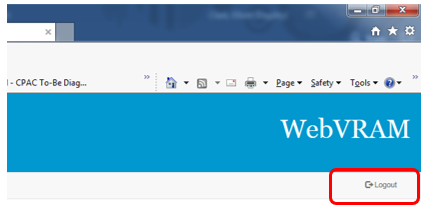 l - CPAC To-Be Diag...
Page Safety Tools
WebVRAM
Logout